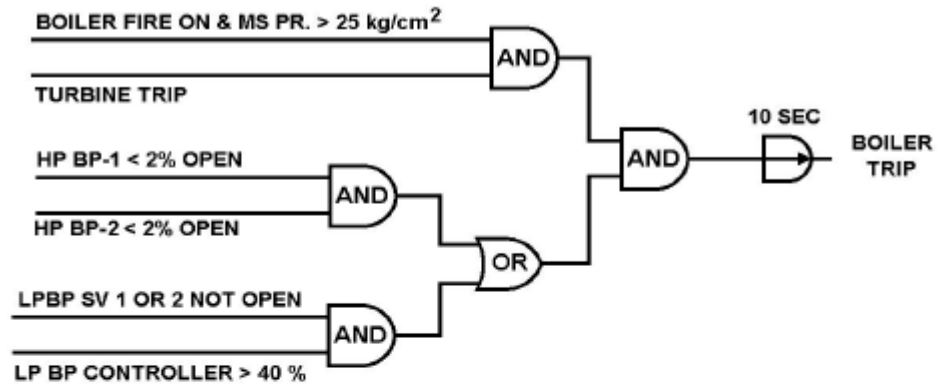 BOILER FIRE ON & MS PR. > 25 kg/cm²
AND
TURBINE TRIP
10 SEC
HP BP-1 < 2% OPEN
AND
BOILER
TRIP
AND
HP BP-2 < 2% OPEN
OR
LPBP SV 1 OR 2 NOT OPEN
AND
LP BP CONTROLLER > 40 %